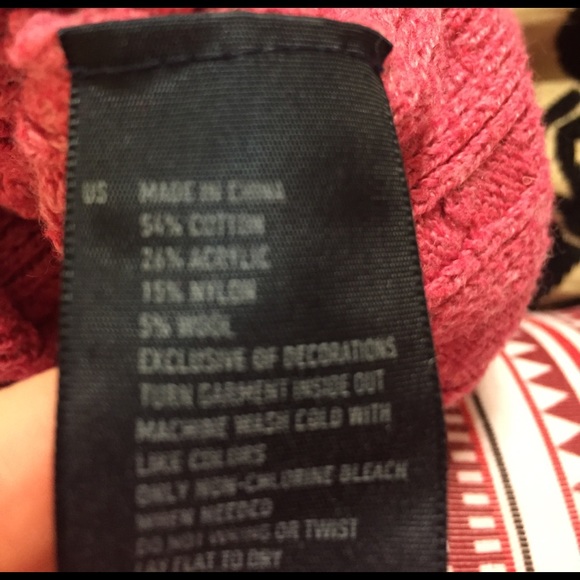 US MADE IN CHINA
54% COTTON
26% ACRYLIC
15% NYLON
5% WOOL
EXCLUSIVE OF DECORATIONS
TURN GARMENT INSIDE OUT
MACHINE WASH COLD WITH
LIKE COLORS
ONLY NON-CHLORINE BLEACH
WHEN NEEDED
DO NOT WRING OR TWIST
LAY FLAT TO DRY